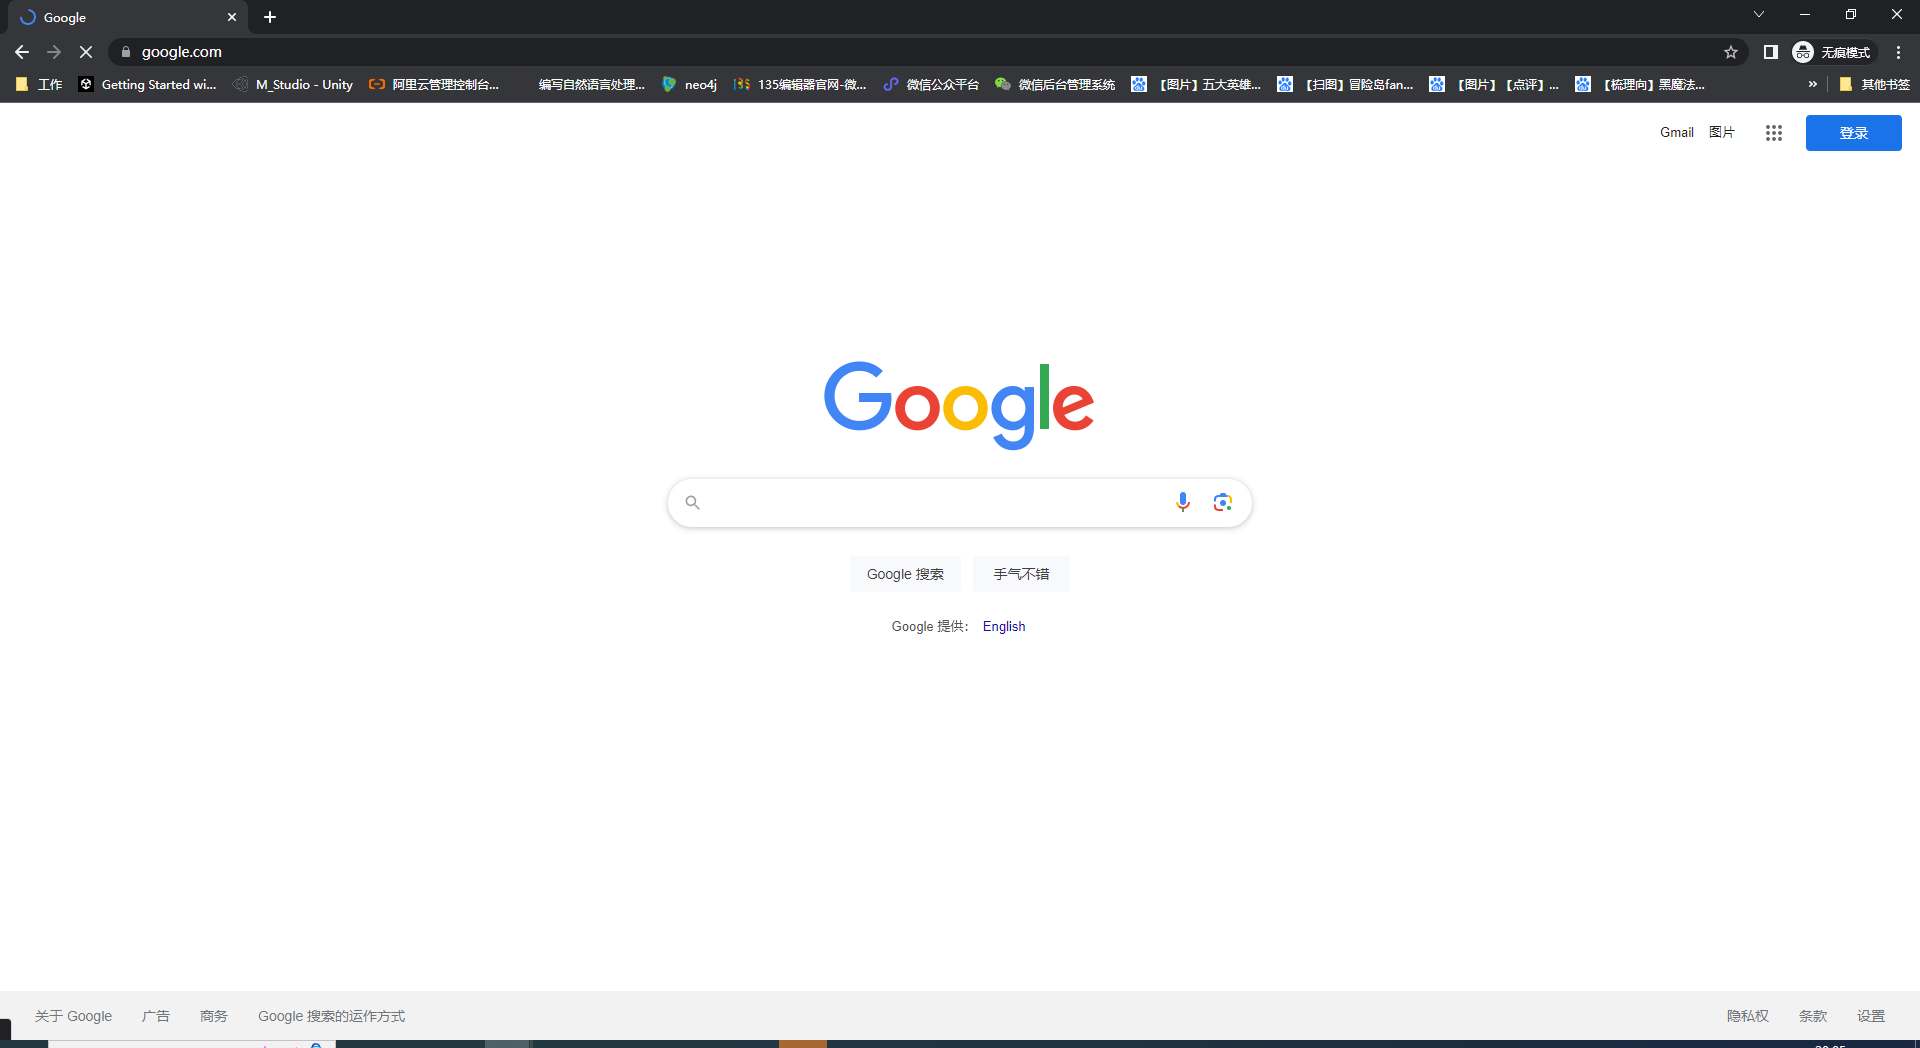 Google
google.com
无痕模式
工作 Getting Started wi... M_Studio - Unity 阿里云管理控制台... 编写自然语言处理... neo4j 135编辑器官网-微... 微信公众平台 微信后台管理系统 【图片】五大英雄... 【扫图】冒险岛fan... 【图片】【点评】... 【梳理向】黑魔法... » 其他书签
Gmail 图片 登录
Google
Google 搜索 手气不错
Google 提供： English
关于 Google 广告 商务 Google 搜索的运作方式 隐私权 条款 设置